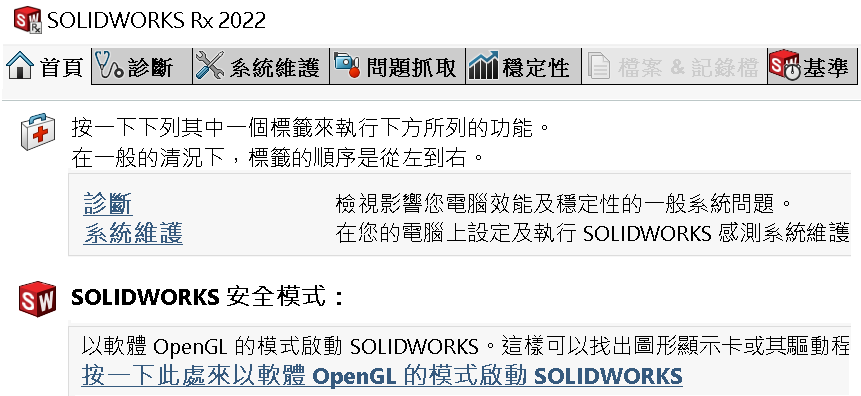 SOLIDWORKS Rx 2022
首頁 診斷 系統維護 問題抓取 穩定性 檔案 & 記錄檔 基準
按一下下列其中一個標籤來執行下方所列的功能。
在一般的清況下，標籤的順序是從左到右。
診斷 檢視影響您電腦效能及穩定性的一般系統問題。
系統維護 在您的電腦上設定及執行 SOLIDWORKS 感測系統維護
SOLIDWORKS 安全模式：
以軟體 OpenGL 的模式啟動 SOLIDWORKS。這樣可以找出圖形顯示卡或其驅動程
按一下此處來以軟體 OpenGL 的模式啟動 SOLIDWORKS